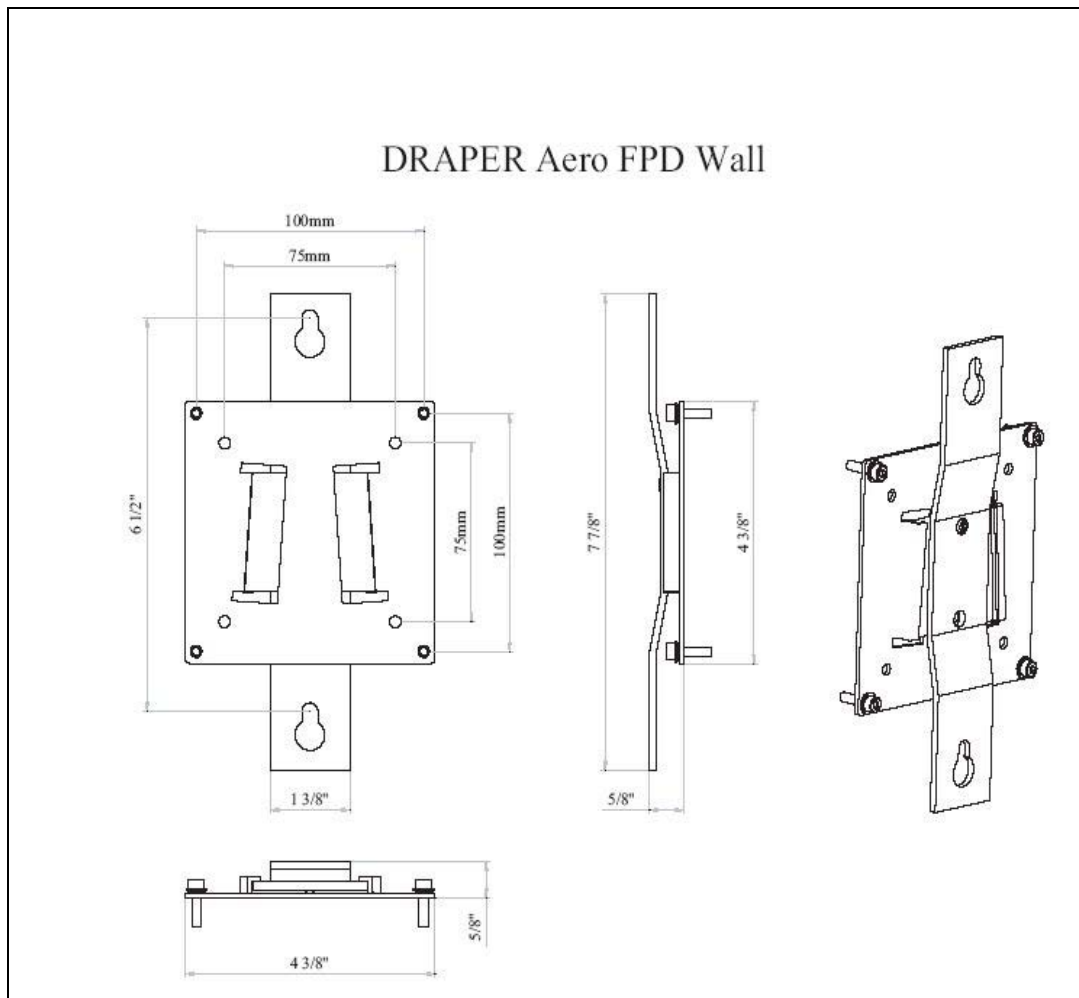 DRAPER Aero FPD Wall
100mm
75mm
6 1/2"
75mm
100mm
1 3/8"
7 7/8"
4 3/8"
5/8"
5/8"
4 3/8"